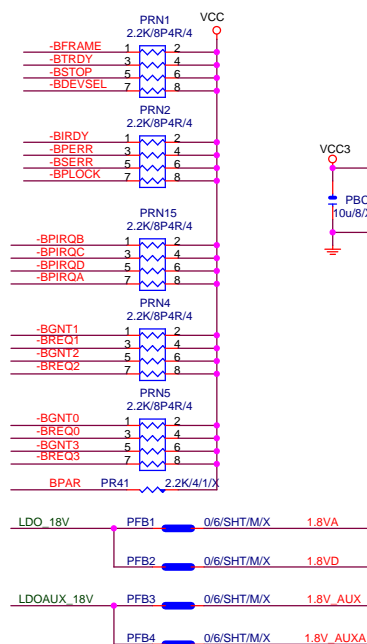 PRN1
VCC
2.2K/8P4R/4
-BFRAME 1 2
-BTRDY 3 4
-BSTOP 5 6
-BDEVSEL 7 8
PRN2
2.2K/8P4R/4
-BIRDY 1 2
-BPERR 3 4
-BSERR 5 6
-BPLOCK 7 8
VCC3
PBC
10u/8/X
PRN15
2.2K/8P4R/4
-BPIRQB 1 2
-BPIRQC 3 4
-BPIRQD 5 6
-BPIRQA 7 8
PRN4
2.2K/8P4R/4
-BGNT1 1 2
-BREQ1 3 4
-BGNT2 5 6
-BREQ2 7 8
PRN5
2.2K/8P4R/4
-BGNT0 1 2
-BREQ0 3 4
-BGNT3 5 6
-BREQ3 7 8
BPAR PR41 2.2K/4/1/X
LDO_18V PFB1 0/6/SHT/M/X 1.8VA
PFB2 0/6/SHT/M/X 1.8VD
LDOAUX_18V PFB3 0/6/SHT/M/X 1.8V_AUX
PFB4 0/6/SHT/M/X 1.8V_AUXA